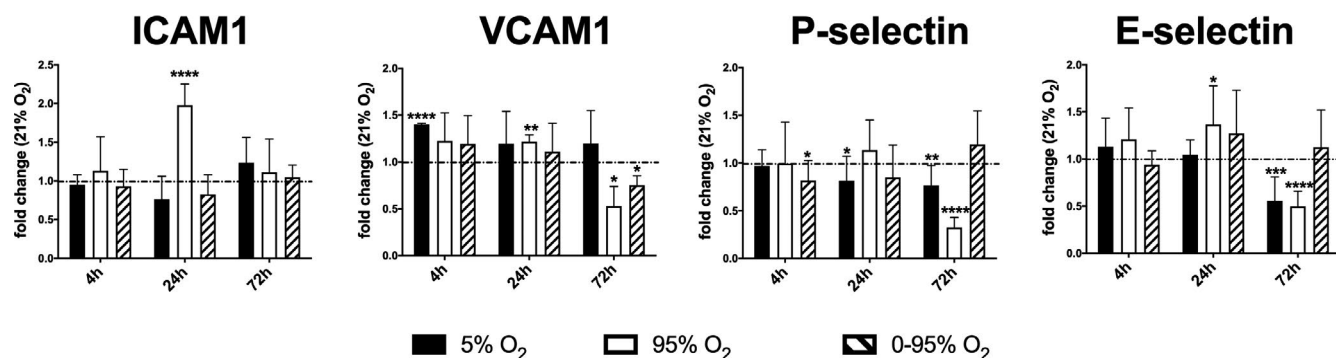 ICAM1
VCAM1
P-selectin
E-selectin
fold change (21% O₂)
2.5
2.0
1.5
1.0
0.5
0.0
****
4h
24h
72h
fold change (21% O₂)
2.0
1.5
1.0
0.5
0.0
****
**
*
*
4h
24h
72h
fold change (21% O₂)
2.0
1.5
1.0
0.5
0.0
*
*
**
****
4h
24h
72h
fold change (21% O₂)
2.0
1.5
1.0
0.5
0.0
*
***
****
4h
24h
72h
5% O₂
95% O₂
0-95% O₂